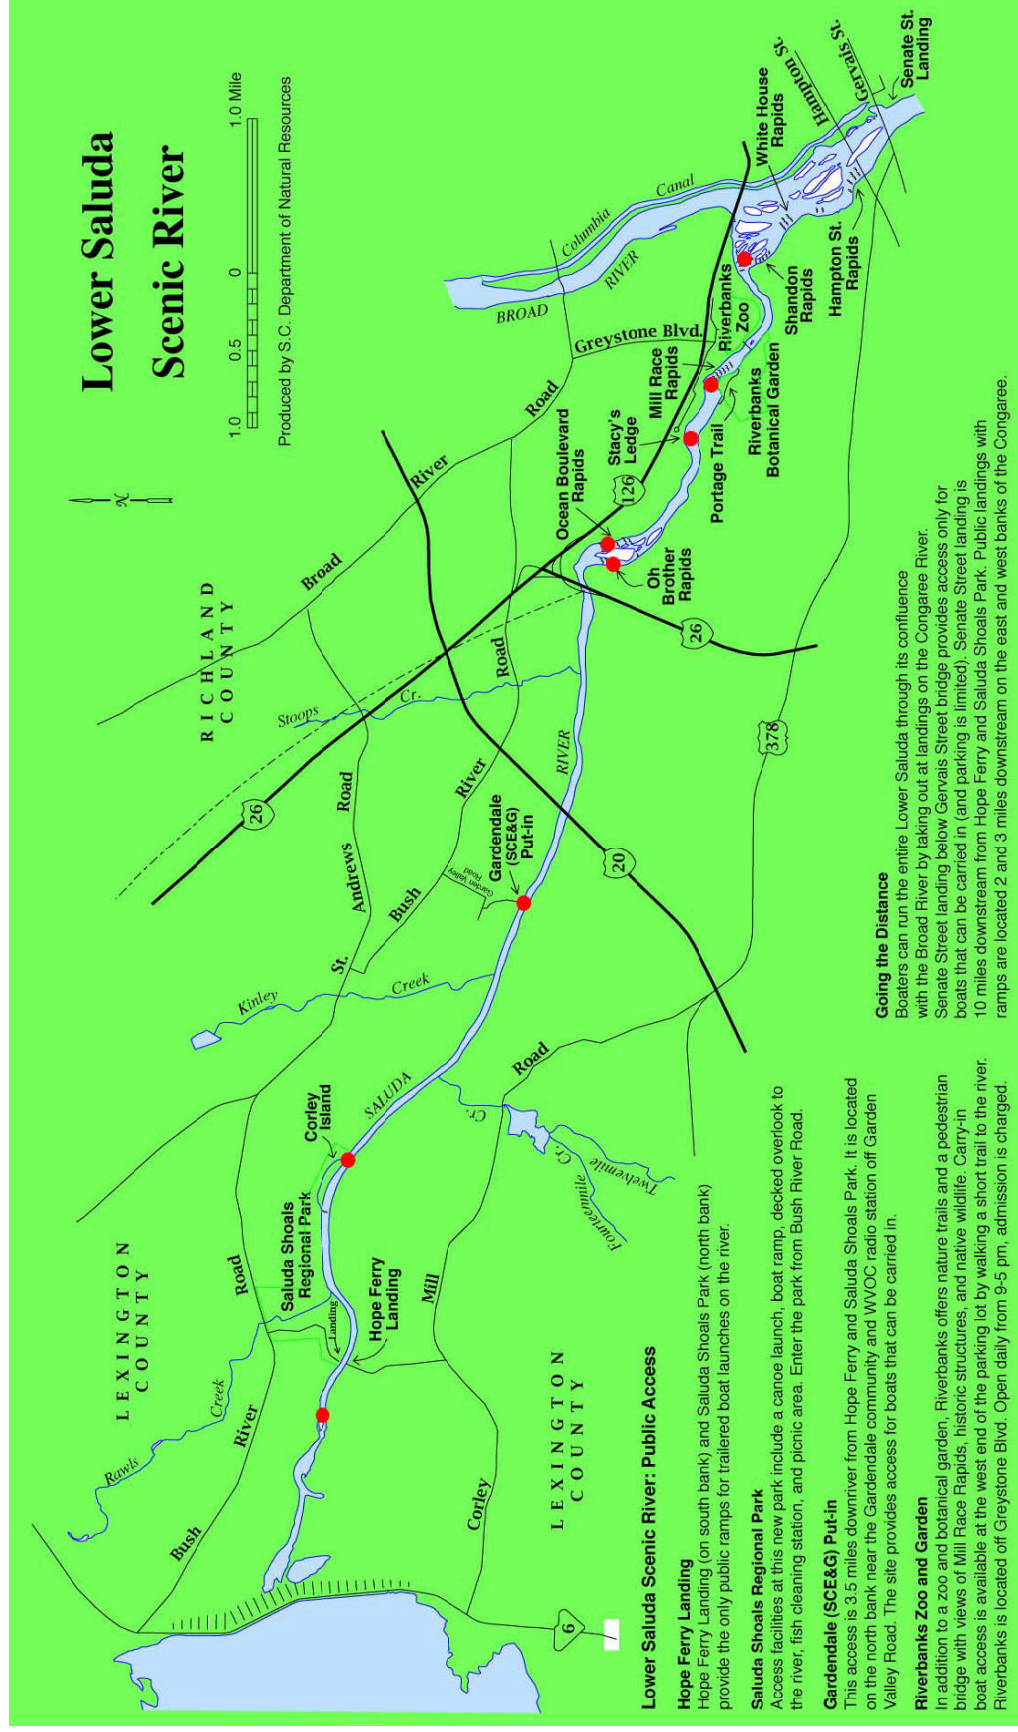 Lower Saluda
Scenic River
1.0
0.5
0
1.0 Mile
Produced by S.C. Department of Natural Resources
N
RICHLAND
COUNTY
LEXINGTON
COUNTY
LEXINGTON
COUNTY
Rawls
Creek
Bush
River
Road
Saluda Shoals
Regional Park
Landing
Hope Ferry
Landing
Corley
Island
Corley
Mill
Road
6
SALUDA
RIVER
Kinley
Creek
Cr.
Fourteenmile
Cr.
Twelvemile
St.
Andrews
Road
Bush
River
Road
Garden Valley
Road
Gardendale
(SCE&G)
Put-in
Stoops
Cr.
26
20
26
126
378
Broad
River
Road
Ocean Boulevard
Rapids
Oh
Brother
Rapids
Stacy's
Ledge
Mill Race
Rapids
Portage Trail
Riverbanks
Botanical Garden
Riverbanks
Zoo
Greystone Blvd.
BROAD
RIVER
Columbia
Canal
Shandon
Rapids
White House
Rapids
Hampton St.
Rapids
Hampton St.
Gervais St.
Senate St.
Landing
Lower Saluda Scenic River: Public Access
Hope Ferry Landing
Hope Ferry Landing (on south bank) and Saluda Shoals Park (north bank)
provide the only public ramps for trailered boat launches on the river.
Saluda Shoals Regional Park
Access facilities at this new park include a canoe launch, boat ramp, decked overlook to
the river, fish cleaning station, and picnic area. Enter the park from Bush River Road.
Gardendale (SCE&G) Put-in
This access is 3.5 miles downriver from Hope Ferry and Saluda Shoals Park. It is located
on the north bank near the Gardendale community and WVOC radio station off Garden
Valley Road. The site provides access for boats that can be carried in.
Riverbanks Zoo and Garden
In addition to a zoo and botanical garden, Riverbanks offers nature trails and a pedestrian
bridge with views of Mill Race Rapids, historic structures, and native wildlife. Carry-in
boat access is available at the west end of the parking lot by walking a short trail to the river.
Riverbanks is located off Greystone Blvd. Open daily from 9-5 pm, admission is charged.
Going the Distance
Boaters can run the entire Lower Saluda through its confluence
with the Broad River by taking out at landings on the Congaree River.
Senate Street landing below Gervais Street bridge provides access only for
boats that can be carried in (and parking is limited). Senate Street landing is
10 miles downstream from Hope Ferry and Saluda Shoals Park. Public landings with
ramps are located 2 and 3 miles downstream on the east and west banks of the Congaree.